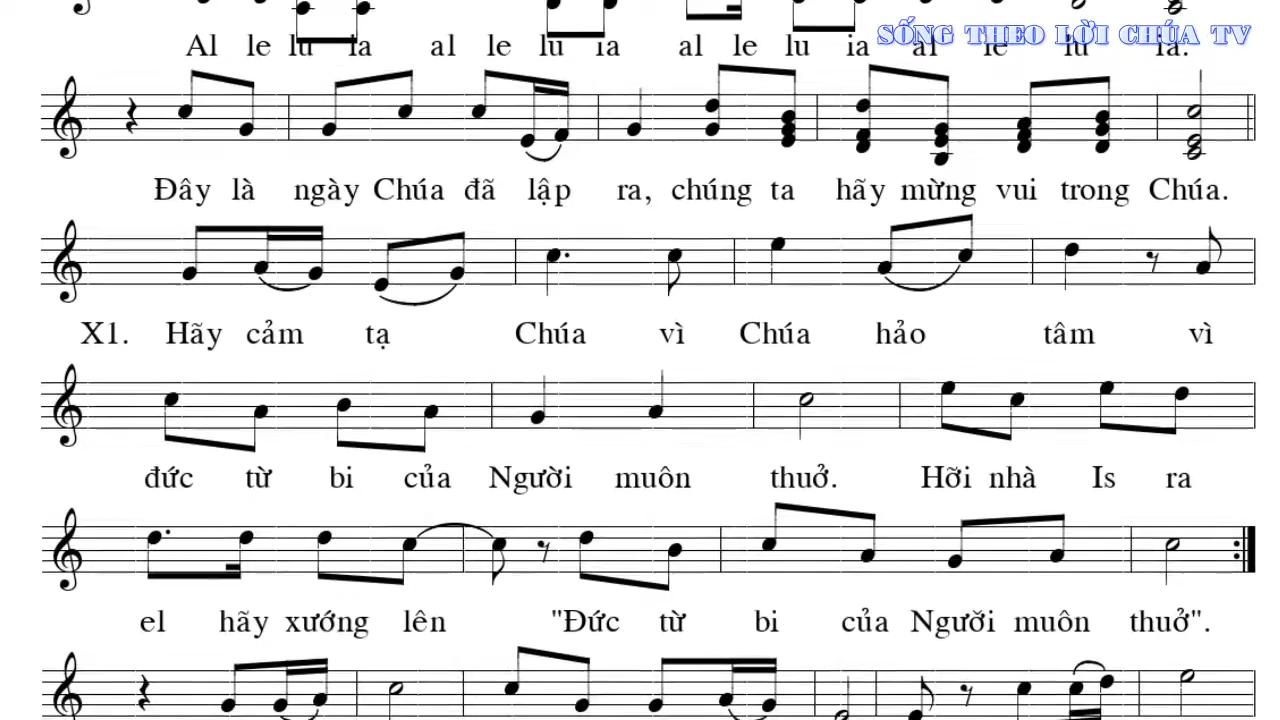 SỐNG THEO LỜI CHÚA TV
Al le lu ia al le lu ia al le lu ia al le lu ia.
Đây là ngày Chúa đã lập ra, chúng ta hãy mừng vui trong Chúa.
X1. Hãy cảm tạ Chúa vì Chúa hảo tâm vì
đức từ bi của Người muôn thuở. Hỡi nhà Is ra
el hãy xướng lên "Đức từ bi của Người muôn thuở".